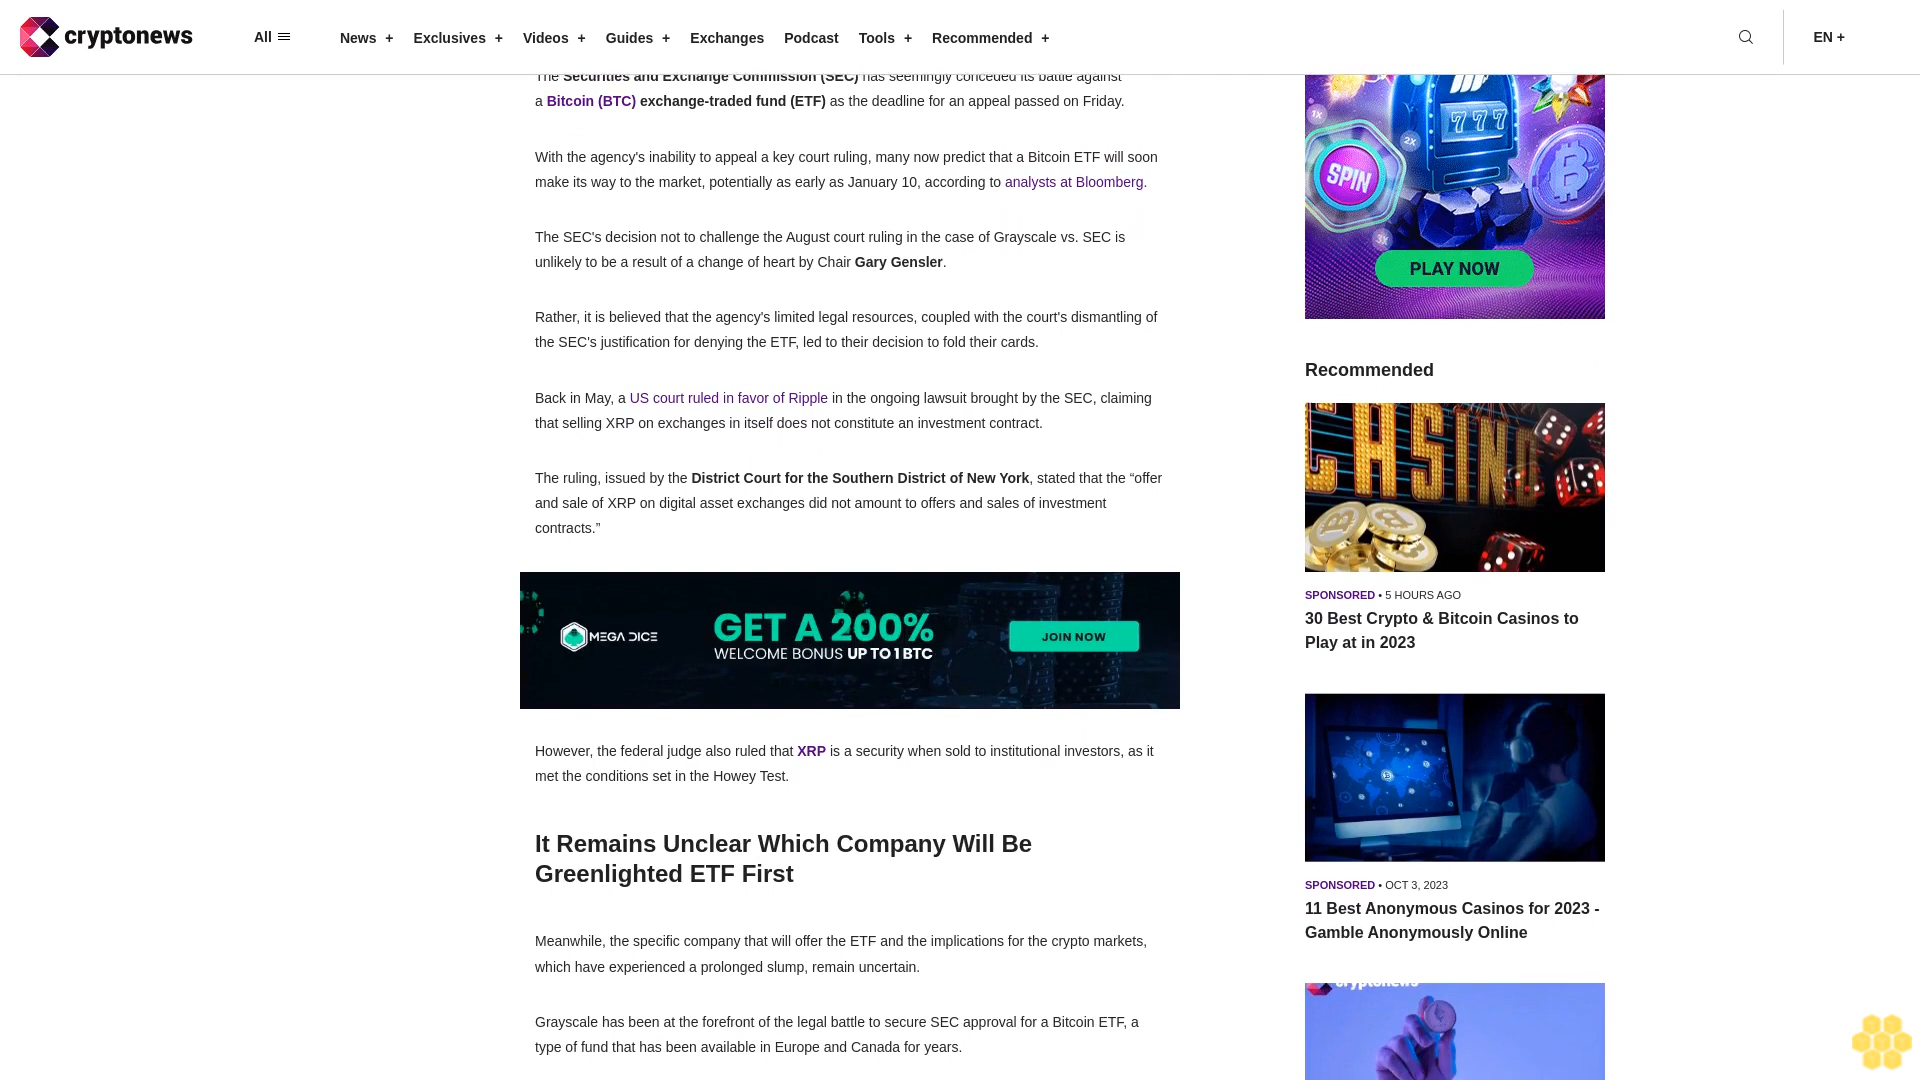 cryptonews
All
News +
Exclusives +
Videos +
Guides +
Exchanges
Podcast
Tools +
Recommended +
EN +
The Securities and Exchange Commission (SEC) has seemingly conceded its battle against
a Bitcoin (BTC) exchange-traded fund (ETF) as the deadline for an appeal passed on Friday.
With the agency's inability to appeal a key court ruling, many now predict that a Bitcoin ETF will soon
make its way to the market, potentially as early as January 10, according to analysts at Bloomberg.
The SEC's decision not to challenge the August court ruling in the case of Grayscale vs. SEC is
unlikely to be a result of a change of heart by Chair Gary Gensler.
Rather, it is believed that the agency's limited legal resources, coupled with the court's dismantling of
the SEC's justification for denying the ETF, led to their decision to fold their cards.
Back in May, a US court ruled in favor of Ripple in the ongoing lawsuit brought by the SEC, claiming
that selling XRP on exchanges in itself does not constitute an investment contract.
The ruling, issued by the District Court for the Southern District of New York, stated that the “offer
and sale of XRP on digital asset exchanges did not amount to offers and sales of investment
contracts.”
MEGA DICE
GET A 200%
WELCOME BONUS UP TO 1 BTC
JOIN NOW
However, the federal judge also ruled that XRP is a security when sold to institutional investors, as it
met the conditions set in the Howey Test.
It Remains Unclear Which Company Will Be
Greenlighted ETF First
Meanwhile, the specific company that will offer the ETF and the implications for the crypto markets,
which have experienced a prolonged slump, remain uncertain.
Grayscale has been at the forefront of the legal battle to secure SEC approval for a Bitcoin ETF, a
type of fund that has been available in Europe and Canada for years.
1X
777
2X
SPIN
3X
PLAY NOW
Recommended
CASINO
SPONSORED • 5 HOURS AGO
30 Best Crypto & Bitcoin Casinos to
Play at in 2023
SPONSORED • OCT 3, 2023
11 Best Anonymous Casinos for 2023 -
Gamble Anonymously Online
cryptonews